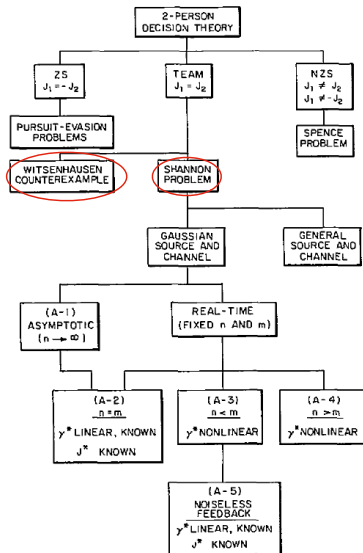 2-PERSON
DECISION THEORY
ZS
J₁ = - J₂
TEAM
J₁ = J₂
NZS
J₁ ≠ J₂
J₁ ≠ -J₂
PURSUIT-EVASION
PROBLEMS
SPENCE
PROBLEM
WITSENHAUSEN
COUNTEREXAMPLE
SHANNON
PROBLEM
GAUSSIAN
SOURCE AND
CHANNEL
GENERAL
SOURCE AND
CHANNEL
(A-1)
ASYMPTOTIC
(n → ∞)
REAL-TIME
(FIXED n AND m)
(A-2)
n = m
γ* LINEAR, KNOWN
J* KNOWN
(A-3)
n < m
γ* NONLINEAR
(A-4)
n > m
γ* NONLINEAR
(A-5)
NOISELESS
FEEDBACK
γ* LINEAR, KNOWN
J* KNOWN